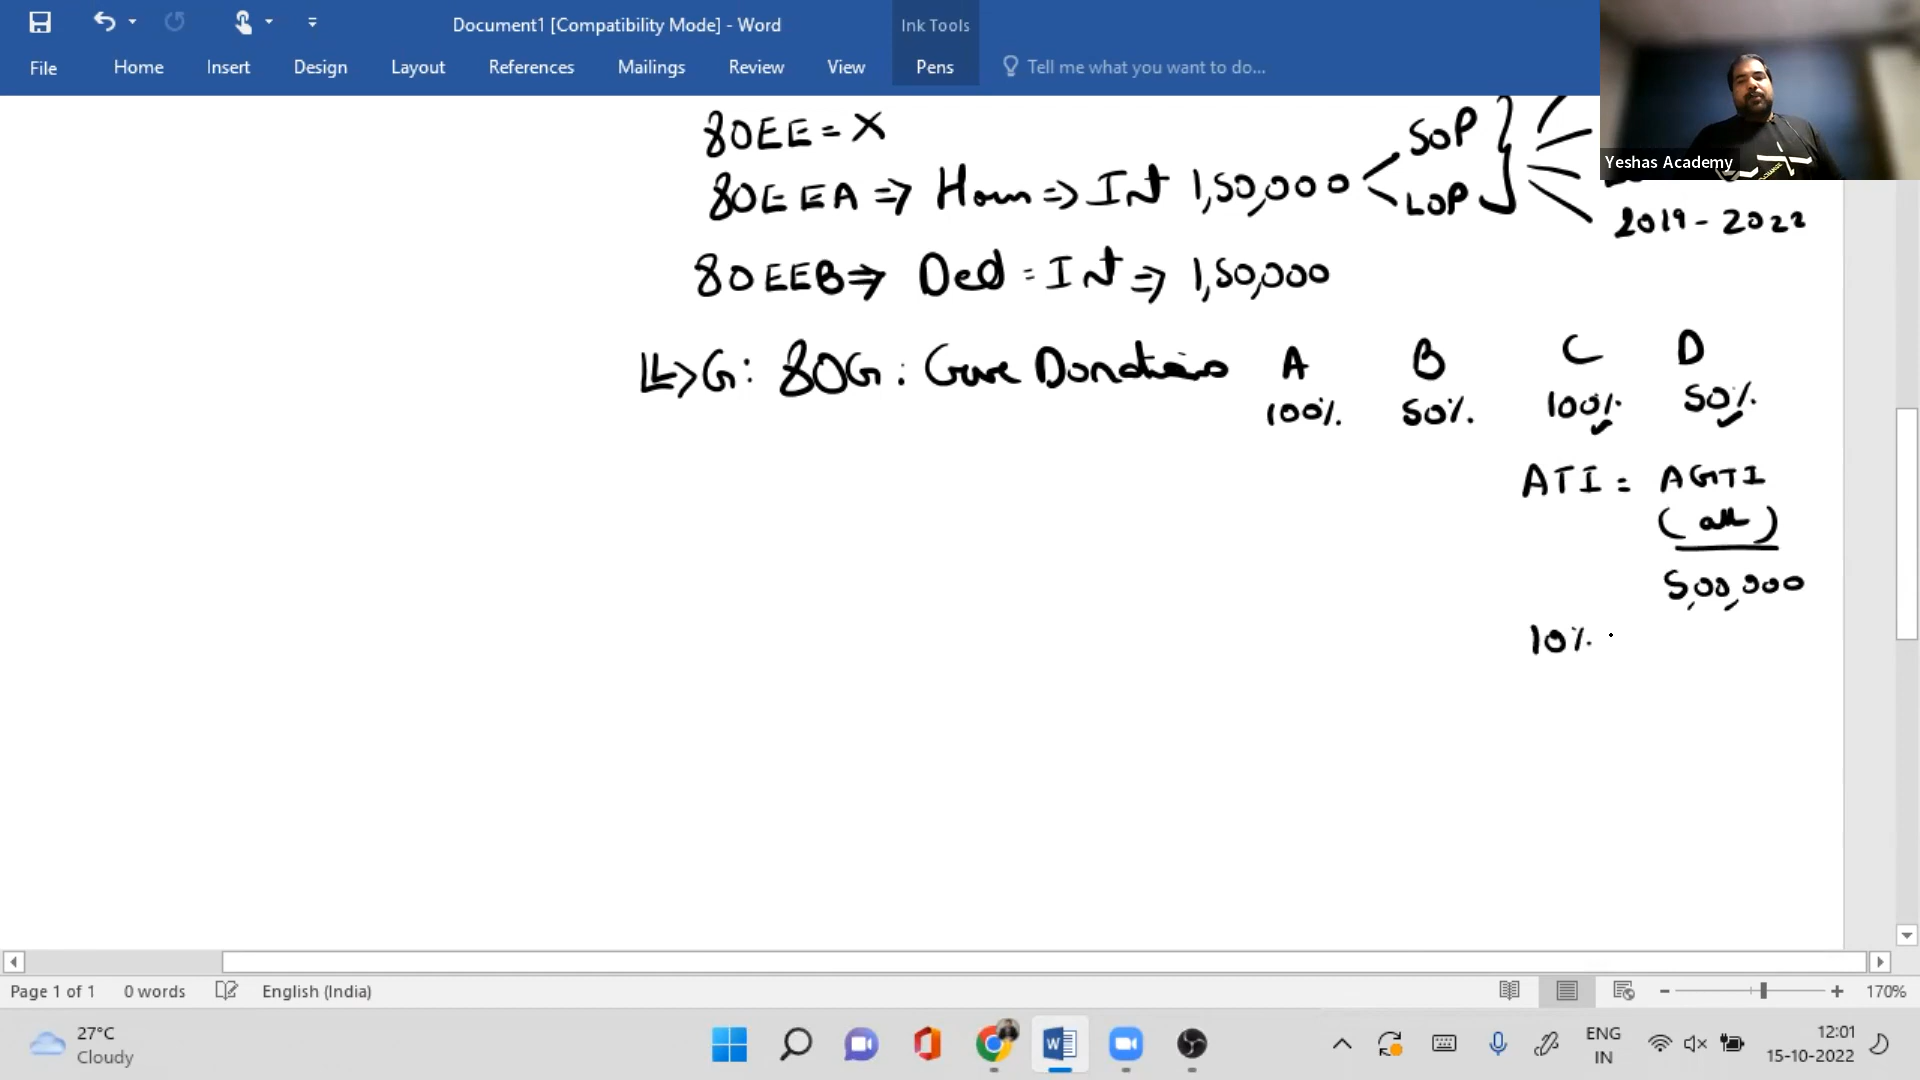 Document1 [Compatibility Mode] - Word
Ink Tools
File Home Insert Design Layout References Mailings Review View Pens Tell me what you want to do...
Yeshas Academy
80EE = X
SOP
80EEA => Hom => Int 1,50,000
LOP
2019 - 2022
80EEB => Ded = Int => 1,50,000
G: 80G : Gave Donations A B C D
100% 50% 100% 50%
ATI = AGTI
(all)
5,00,000
10%
Page 1 of 1 0 words English (India) 170%
27°C
Cloudy
ENG
IN
12:01
15-10-2022